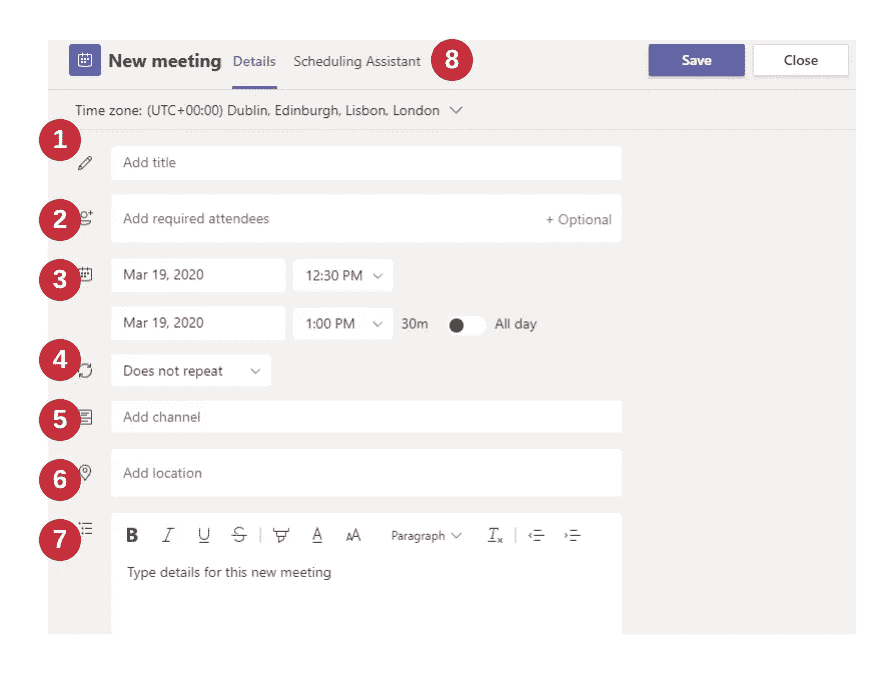 New meeting Details Scheduling Assistant 8 Save Close
Time zone: (UTC+00:00) Dublin, Edinburgh, Lisbon, London
1 Add title
2 Add required attendees + Optional
3 Mar 19, 2020 12:30 PM
Mar 19, 2020 1:00 PM 30m All day
4 Does not repeat
5 Add channel
6 Add location
7 B I U S A AA Paragraph Tx
Type details for this new meeting